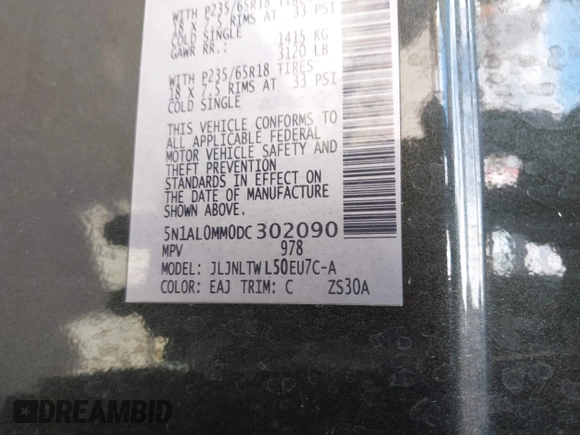 WITH P235/65R18 TIRES
18 X 7.5 RIMS AT 33 PSI
COLD SINGLE 1415 KG
GAWR RR.: 3120 LB
WITH P235/65R18 TIRES
18 X 7.5 RIMS AT 33 PSI
COLD SINGLE
THIS VEHICLE CONFORMS TO
ALL APPLICABLE FEDERAL
MOTOR VEHICLE SAFETY AND
THEFT PREVENTION
STANDARDS IN EFFECT ON
THE DATE OF MANUFACTURE
SHOWN ABOVE.
5N1AL0MM0DC302090
MPV 978
MODEL: JLJNLTWL50EU7C-A
COLOR: EAJ TRIM: C ZS30A
DREAMBID